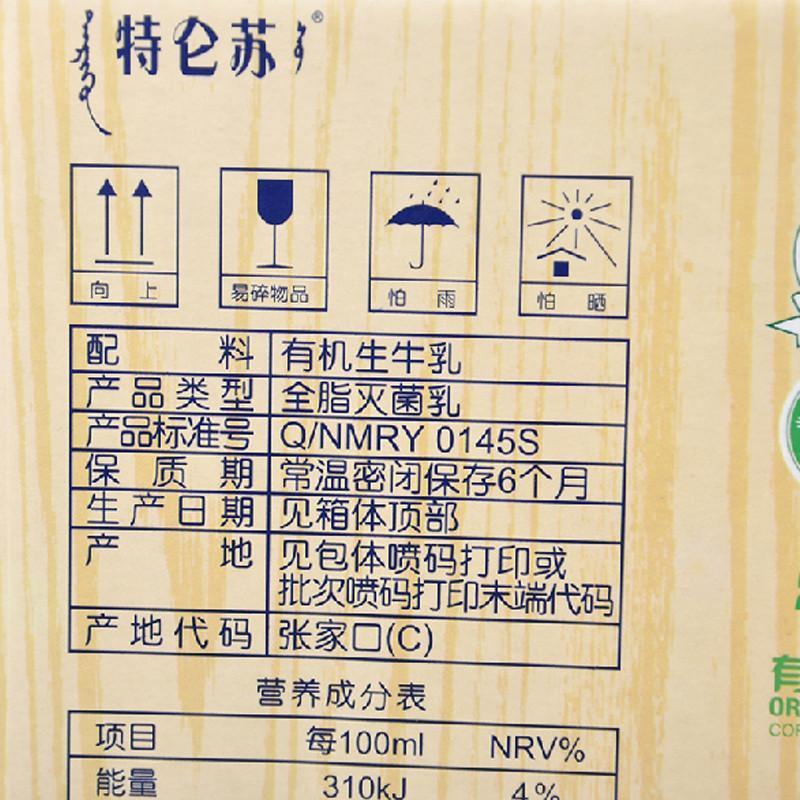 特仑苏®
向 上 易碎物品 怕 雨 怕 晒
配 料 有机生牛乳
产品类型 全脂灭菌乳
产品标准号 Q/NMRY 0145S
保 质 期 常温密闭保存6个月
生产日期 见箱体顶部
产 地 见包体喷码打印或
批次喷码打印末端代码
产地代码 张家口(C)
营养成分表
项目 每100ml NRV%
能量 310kJ 4%
有
OR